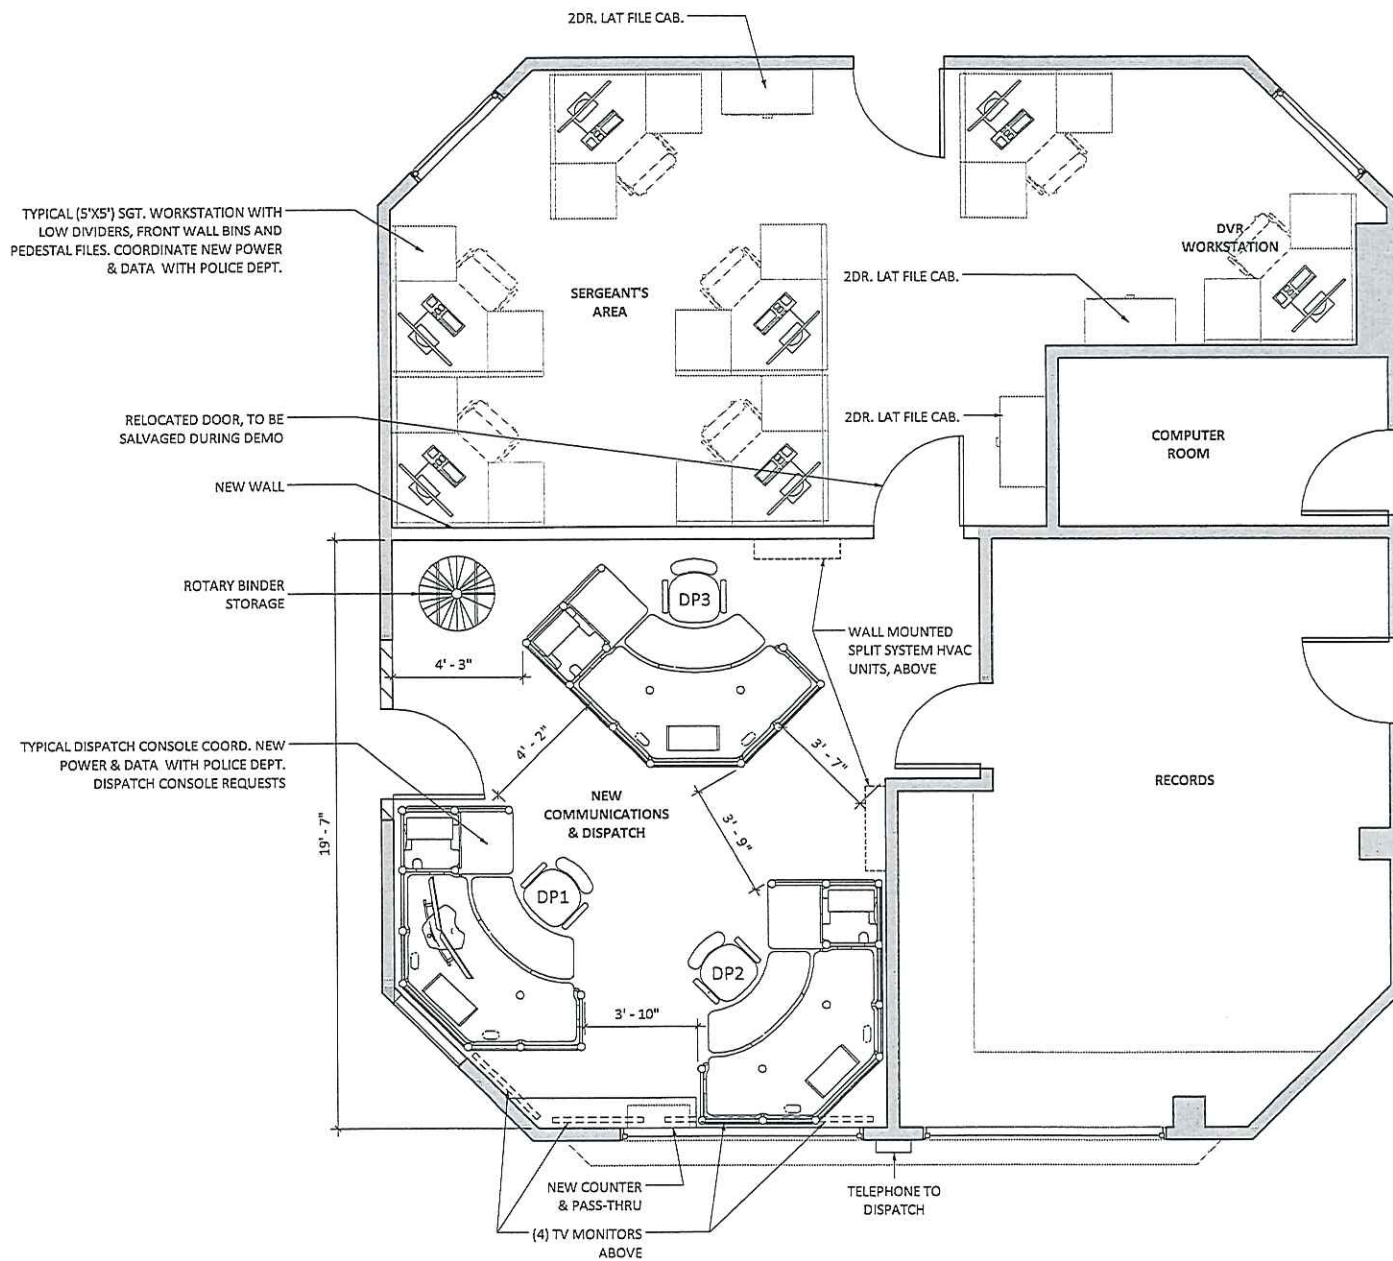 2DR. LAT FILE CAB.
TYPICAL (5'X5') SGT. WORKSTATION WITH
LOW DIVIDERS, FRONT WALL BINS AND
PEDESTAL FILES. COORDINATE NEW POWER
& DATA WITH POLICE DEPT.
DVR
WORKSTATION
2DR. LAT FILE CAB.
SERGEANT'S
AREA
RELOCATED DOOR, TO BE
SALVAGED DURING DEMO
2DR. LAT FILE CAB.
COMPUTER
ROOM
NEW WALL
ROTARY BINDER
STORAGE
DP3
WALL MOUNTED
SPLIT SYSTEM HVAC
UNITS, ABOVE
4' - 3"
4' - 2"
3' - 7"
TYPICAL DISPATCH CONSOLE COORD. NEW
POWER & DATA WITH POLICE DEPT.
DISPATCH CONSOLE REQUESTS
NEW
COMMUNICATIONS
& DISPATCH
RECORDS
3' - 9"
19' - 7"
DP1
DP2
3' - 10"
NEW COUNTER
& PASS-THRU
TELEPHONE TO
DISPATCH
(4) TV MONITORS
ABOVE